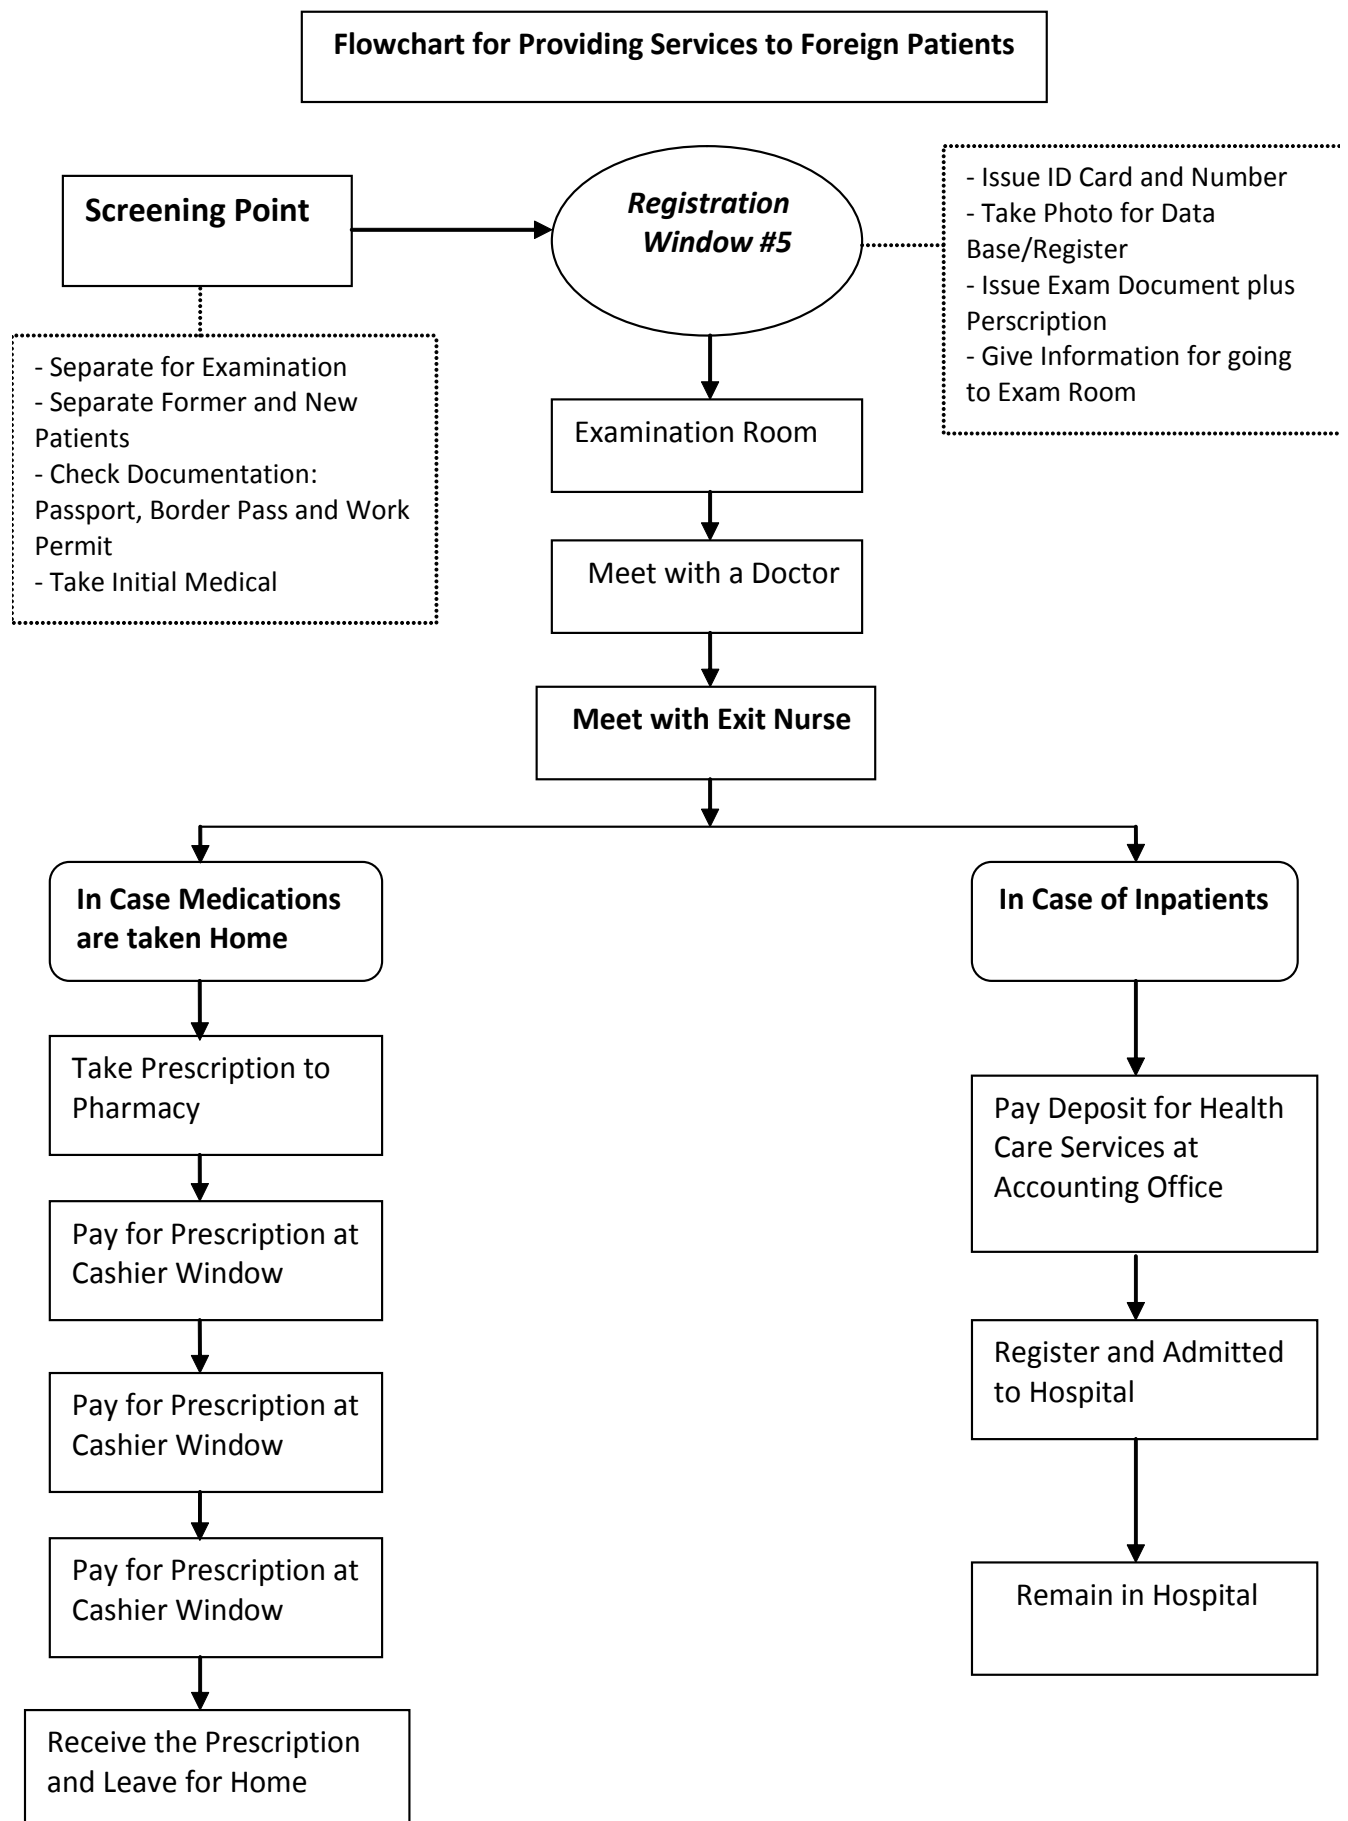 Flowchart for Providing Services to Foreign Patients
Screening Point
Registration
Window #5
- Issue ID Card and Number
- Take Photo for Data
Base/Register
- Issue Exam Document plus
Perscription
- Give Information for going
to Exam Room
- Separate for Examination
- Separate Former and New
Patients
- Check Documentation:
Passport, Border Pass and Work
Permit
- Take Initial Medical
Examination Room
Meet with a Doctor
Meet with Exit Nurse
In Case Medications
are taken Home
Take Prescription to
Pharmacy
Pay for Prescription at
Cashier Window
Pay for Prescription at
Cashier Window
Pay for Prescription at
Cashier Window
Receive the Prescription
and Leave for Home
In Case of Inpatients
Pay Deposit for Health
Care Services at
Accounting Office
Register and Admitted
to Hospital
Remain in Hospital